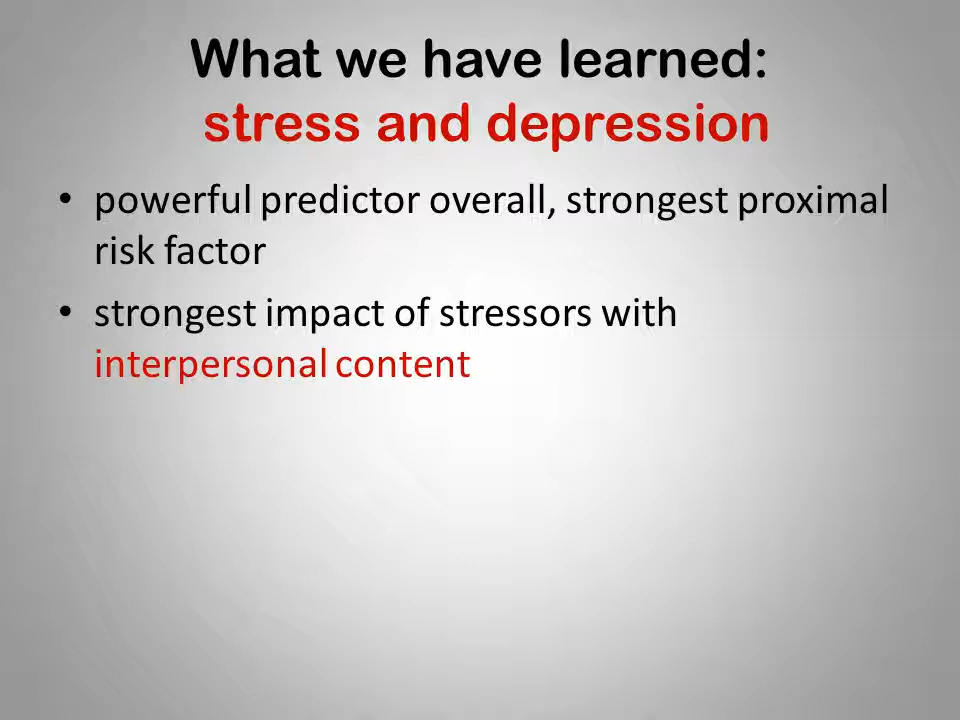 What we have learned:
stress and depression
• powerful predictor overall, strongest proximal
risk factor
• strongest impact of stressors with
interpersonal content